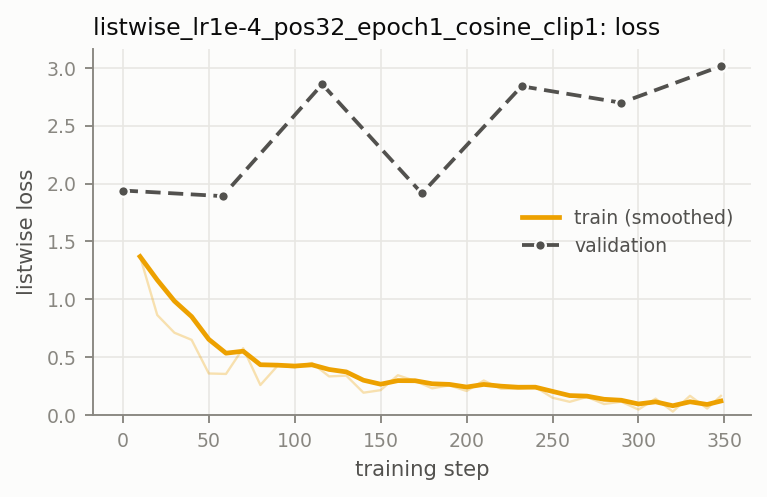 listwise_lr1e-4_pos32_epoch1_cosine_clip1: loss
3.0
2.5
2.0
1.5
1.0
0.5
0.0
listwise loss
train (smoothed)
validation
0 50 100 150 200 250 300 350
training step